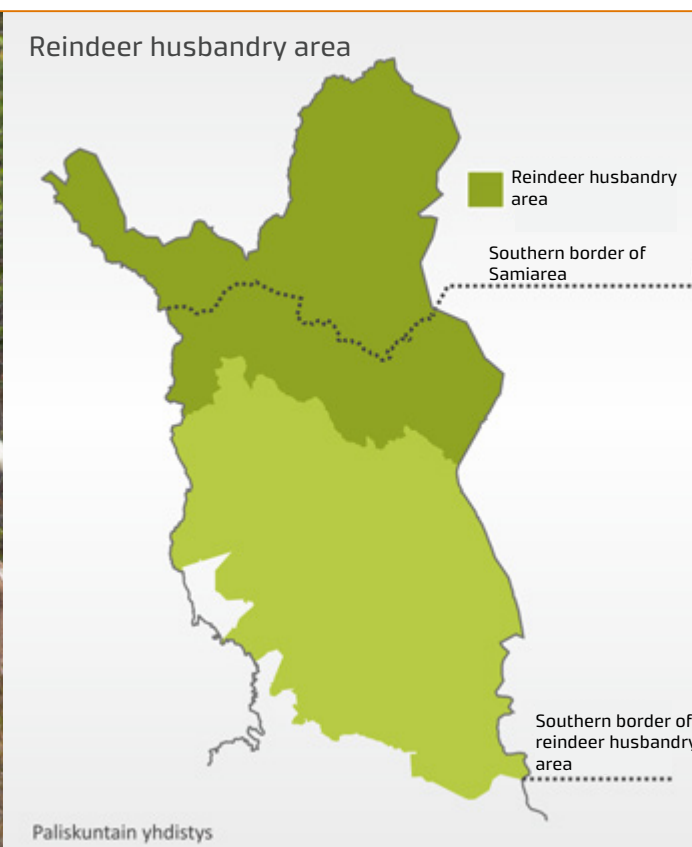 Reindeer husbandry area
Reindeer husbandry
area
Southern border of
Samiarea
Southern border of
reindeer husbandry
area
Paliskuntain yhdistys